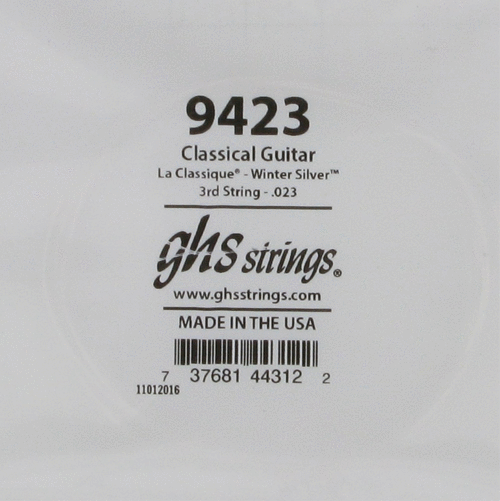 9423
Classical Guitar
La Classique® - Winter Silver™
3rd String - .023
ghs strings®
www.ghsstrings.com
MADE IN THE USA
7 37681 44312 2
11012016